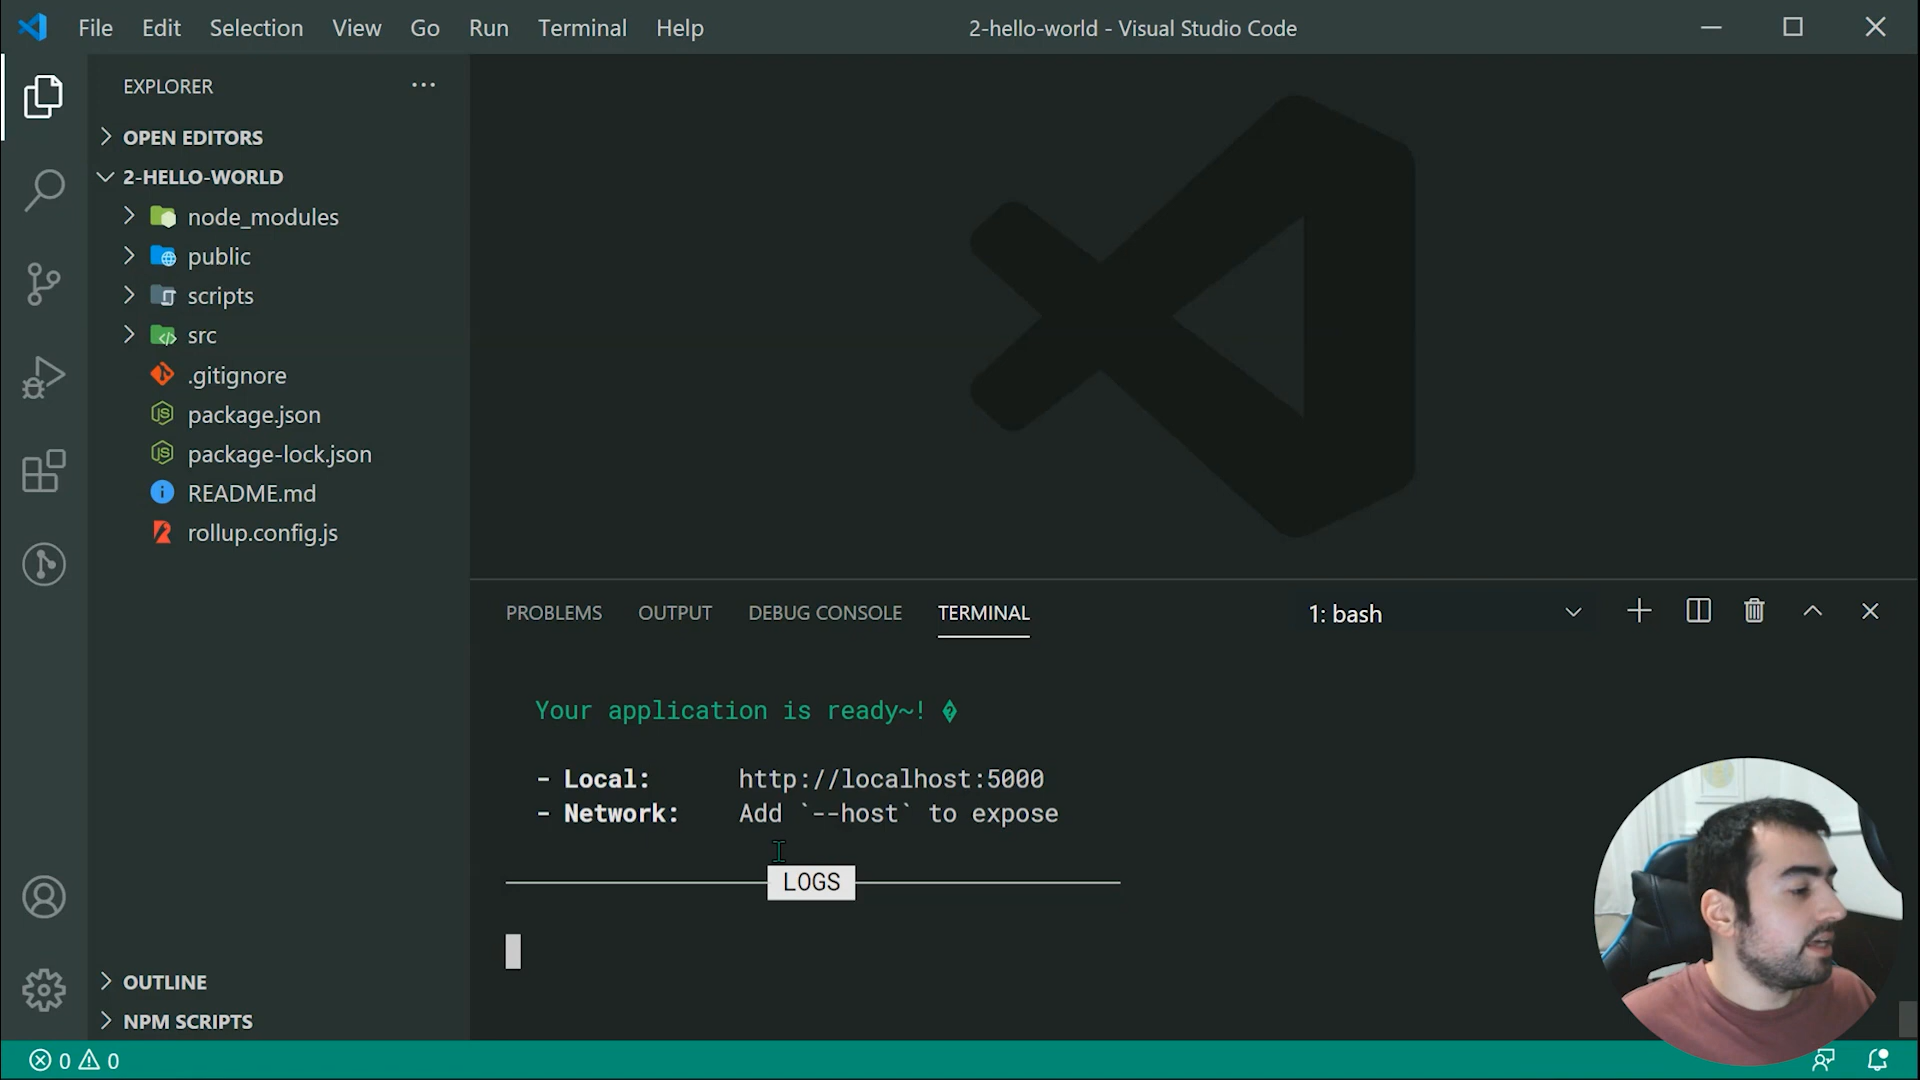 File Edit Selection View Go Run Terminal Help 2-hello-world - Visual Studio Code
EXPLORER
OPEN EDITORS
2-HELLO-WORLD
node_modules
public
scripts
src
.gitignore
package.json
package-lock.json
README.md
rollup.config.js
OUTLINE
NPM SCRIPTS
PROBLEMS OUTPUT DEBUG CONSOLE TERMINAL 1: bash
Your application is ready~! �
- Local: http://localhost:5000
- Network: Add `--host` to expose
LOGS
0 0